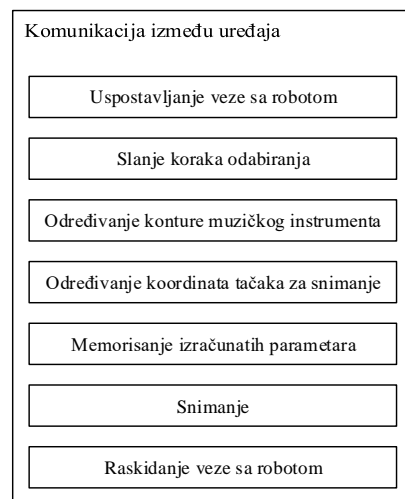 Komunikacija između uređaja
Uspostavljanje veze sa robotom
Slanje koraka odabiranja
Određivanje konture muzičkog instrumenta
Određivanje koordinata tačaka za snimanje
Memorisanje izračunatih parametara
Snimanje
Raskidanje veze sa robotom